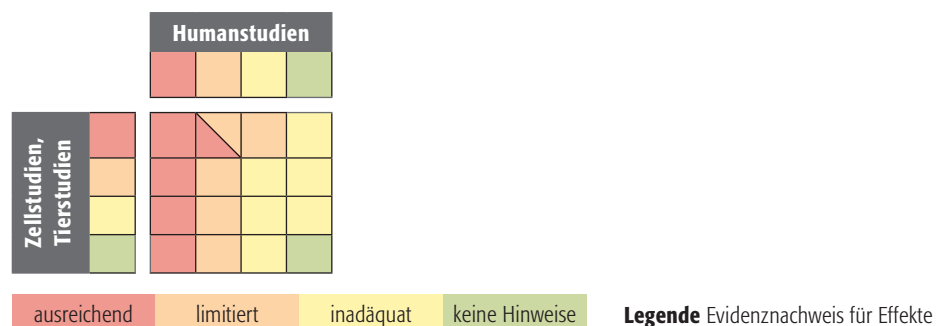 Humanstudien
Zellstudien,
Tierstudien
ausreichend limitiert inadäquat keine Hinweise Legende Evidenznachweis für Effekte